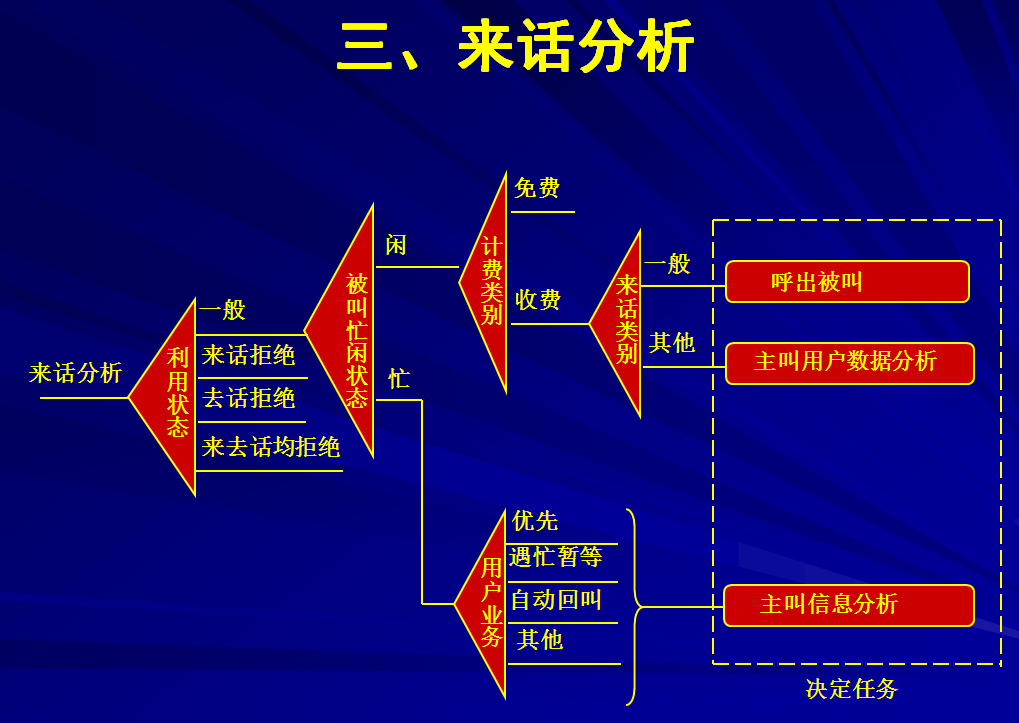 三、来话分析
来话分析
利用状态
一般
来话拒绝
去话拒绝
来去话均拒绝
被叫忙闲状态
闲
忙
计费类别
免费
收费
来话类别
一般
其他
呼出被叫
主叫用户数据分析
用户业务
优先
遇忙暂等
自动回叫
其他
主叫信息分析
决定任务